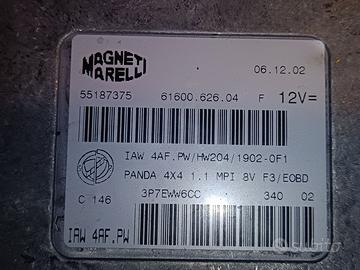 MAGNETI
MARELLI
06.12.02
55187375 61600.626.04 F 12V=
IAW 4AF.PW/HW204/1902-0F1
PANDA 4X4 1.1 MPI 8V F3/EOBD
3P7EWW6CC 340 02
C 146
IAW 4AF.PW
subito